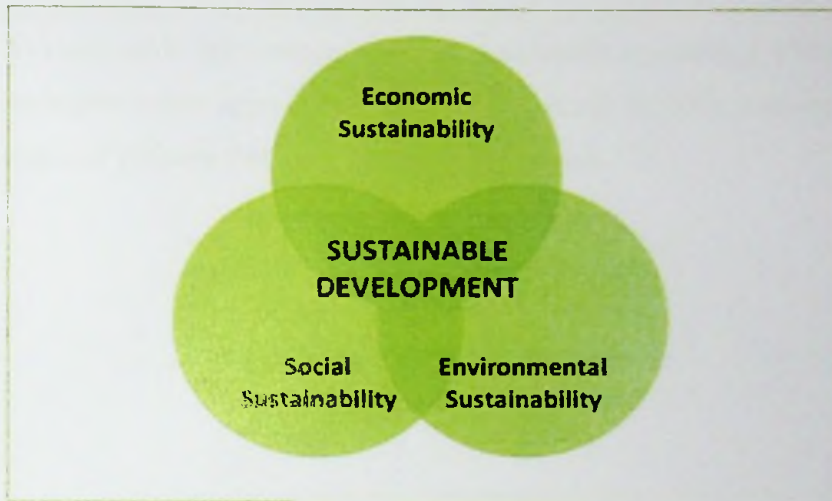 Economic
Sustainability
SUSTAINABLE
DEVELOPMENT
Social
Sustainability
Environmental
Sustainability